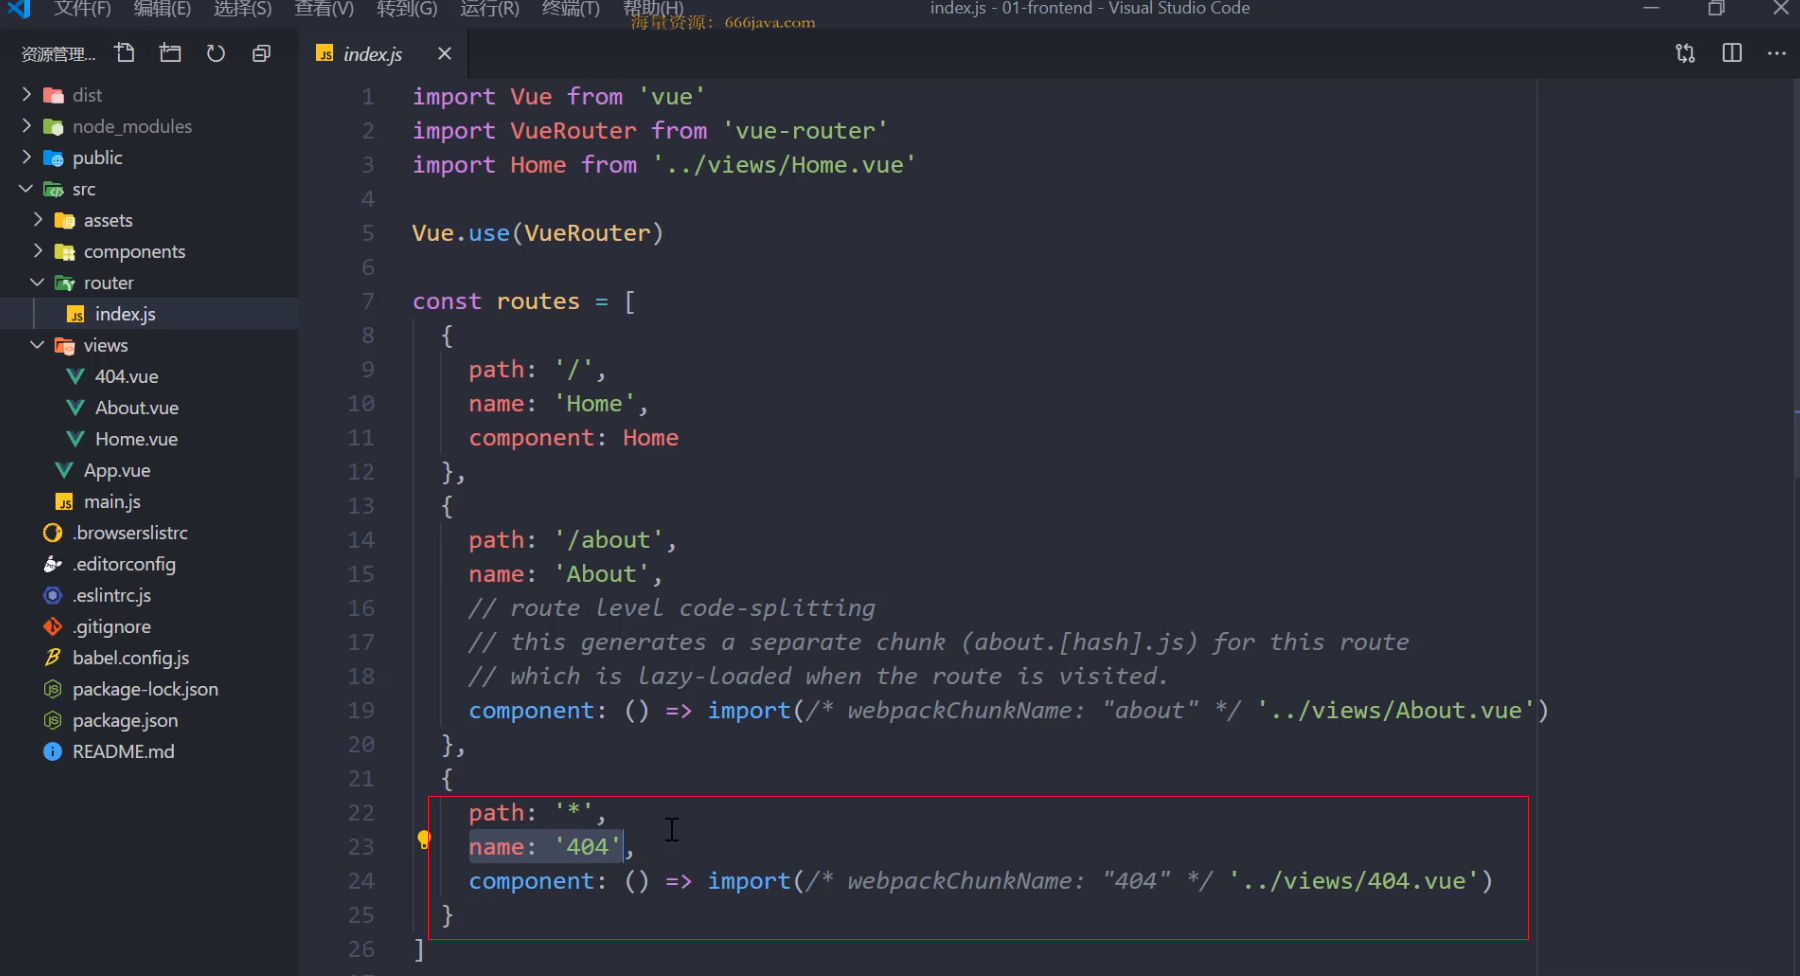 文件(F) 编辑(E) 选择(S) 查看(V) 转到(G) 运行(R) 终端(T) 帮助(H) index.js - 01-frontend - Visual Studio Code
海量资源：666java.com
资源管理...
JS index.js
dist
node_modules
public
src
assets
components
router
JS index.js
views
404.vue
About.vue
Home.vue
App.vue
JS main.js
.browserslistrc
.editorconfig
.eslintrc.js
.gitignore
babel.config.js
package-lock.json
package.json
README.md
1 import Vue from 'vue'
2 import VueRouter from 'vue-router'
3 import Home from '../views/Home.vue'
4
5 Vue.use(VueRouter)
6
7 const routes = [
8 {
9 path: '/',
10 name: 'Home',
11 component: Home
12 },
13 {
14 path: '/about',
15 name: 'About',
16 // route level code-splitting
17 // this generates a separate chunk (about.[hash].js) for this route
18 // which is lazy-loaded when the route is visited.
19 component: () => import(/* webpackChunkName: "about" */ '../views/About.vue')
20 },
21 {
22 path: '*',
23 name: '404',
24 component: () => import(/* webpackChunkName: "404" */ '../views/404.vue')
25 }
26 ]